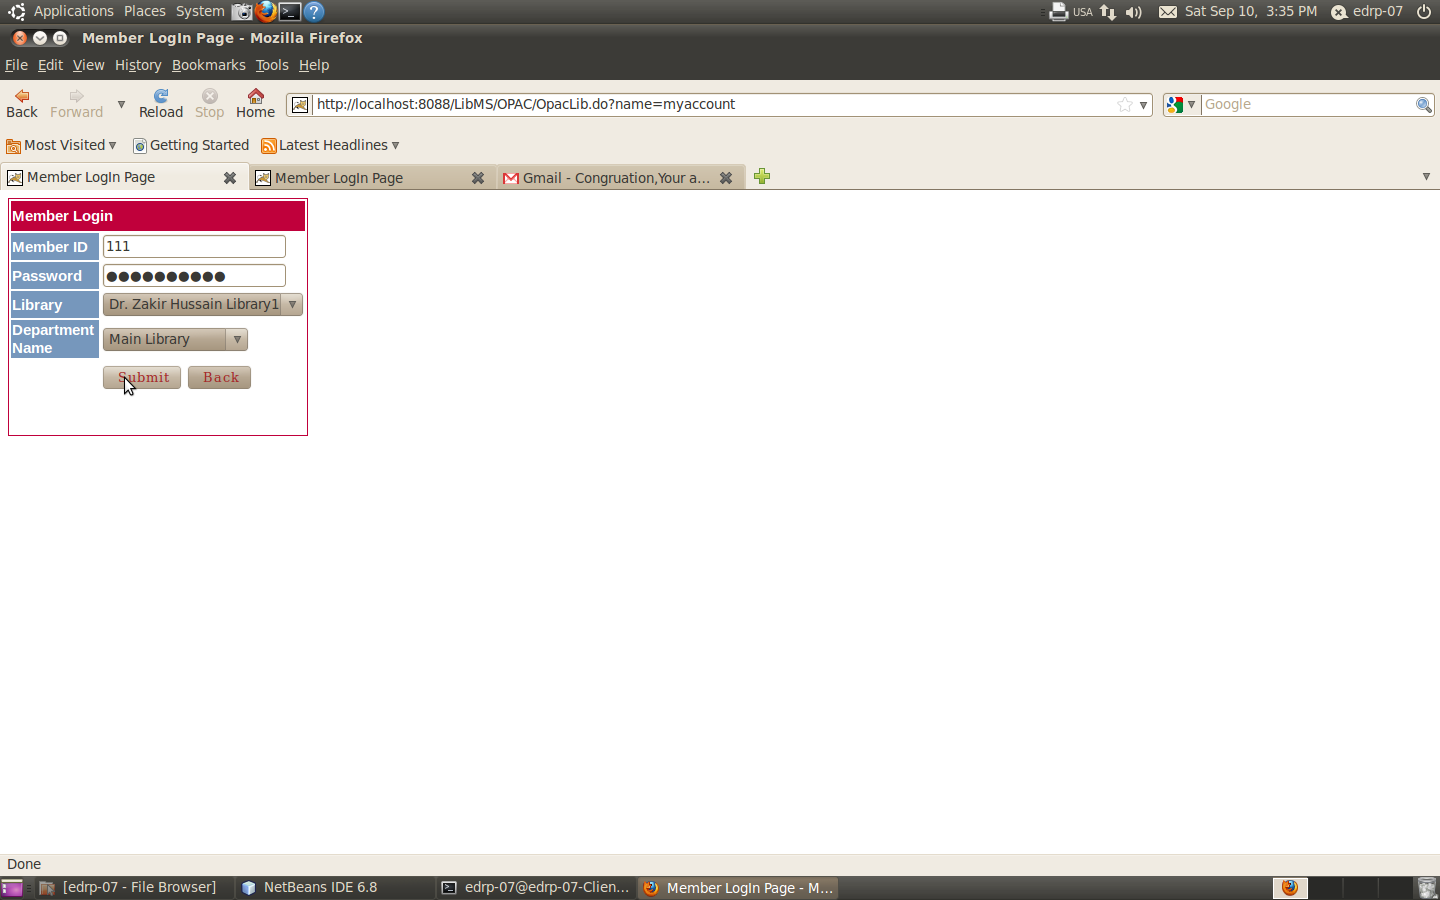 Applications Places System USA Sat Sep 10, 3:35 PM edrp-07
Member LogIn Page - Mozilla Firefox
File Edit View History Bookmarks Tools Help
Back Forward Reload Stop Home http://localhost:8088/LibMS/OPAC/OpacLib.do?name=myaccount Google
Most Visited Getting Started Latest Headlines
Member LogIn Page Member LogIn Page Gmail - Congruation,Your a...
Member Login
Member ID 111
Password ●●●●●●●●●●
Library Dr. Zakir Hussain Library1
Department
Name Main Library
Submit Back
Done
[edrp-07 - File Browser] NetBeans IDE 6.8 edrp-07@edrp-07-Clien... Member LogIn Page - M...